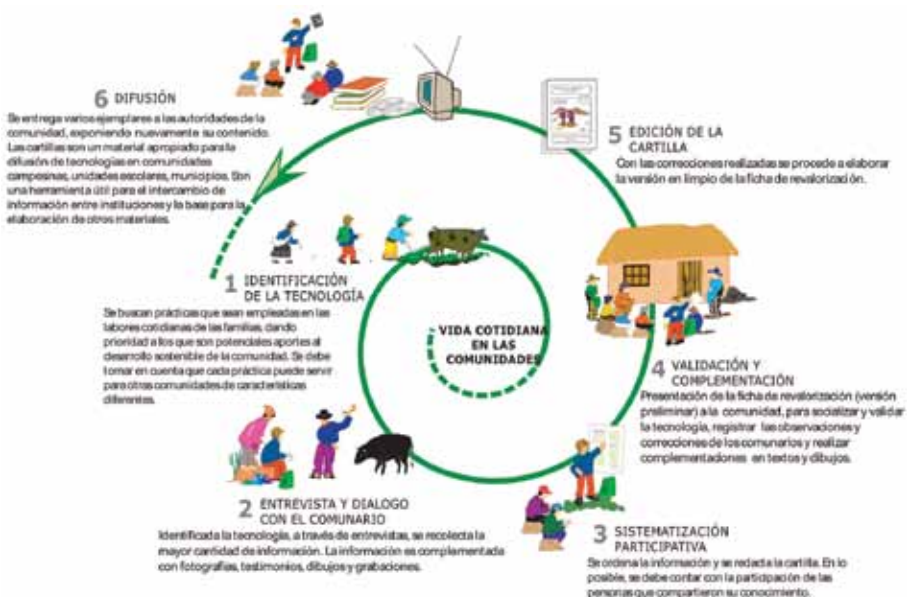 6 DIFUSIÓN
Se entrega varios ejemplares a las autoridades de la
comunidad, exponiendo nuevamente su contenido.
Las cartillas son un material apropiado para la
difusión de tecnologías en comunidades
campesinas, unidades escolares, municipios. Son
una herramienta útil para el intercambio de
información entre instituciones y la base para la
elaboración de otros materiales.
5 EDICIÓN DE LA
CARTILLA
Con las correcciones realizadas se procede a elaborar
la versión en limpio de la ficha de revalorización.
1 IDENTIFICACIÓN
DE LA TECNOLOGÍA
Se buscan prácticas que sean empleadas en las
labores cotidianas de las familias, dando
prioridad a los que son potenciales aportes al
desarrollo sostenible de la comunidad. Se debe
tomar en cuenta que cada práctica puede servir
para otras comunidades de características
diferentes.
VIDA COTIDIANA
EN LAS
COMUNIDADES
4 VALIDACIÓN Y
COMPLEMENTACIÓN
Presentación de la ficha de revalorización (versión
preliminar) a la comunidad, para socializar y validar
la tecnología, registrar las observaciones y
correcciones de los comunarios y realizar
complementaciones en textos y dibujos.
2 ENTREVISTA Y DIALOGO
CON EL COMUNARIO
Identificada la tecnología, a través de entrevistas, se recolecta la
mayor cantidad de información. La información es complementada
con fotografías, testimonios, dibujos y grabaciones.
3 SISTEMATIZACIÓN
PARTICIPATIVA
Se ordena la información y se redacta la cartilla. En lo
posible, se debe contar con la participación de las
personas que compartieron su conocimiento.